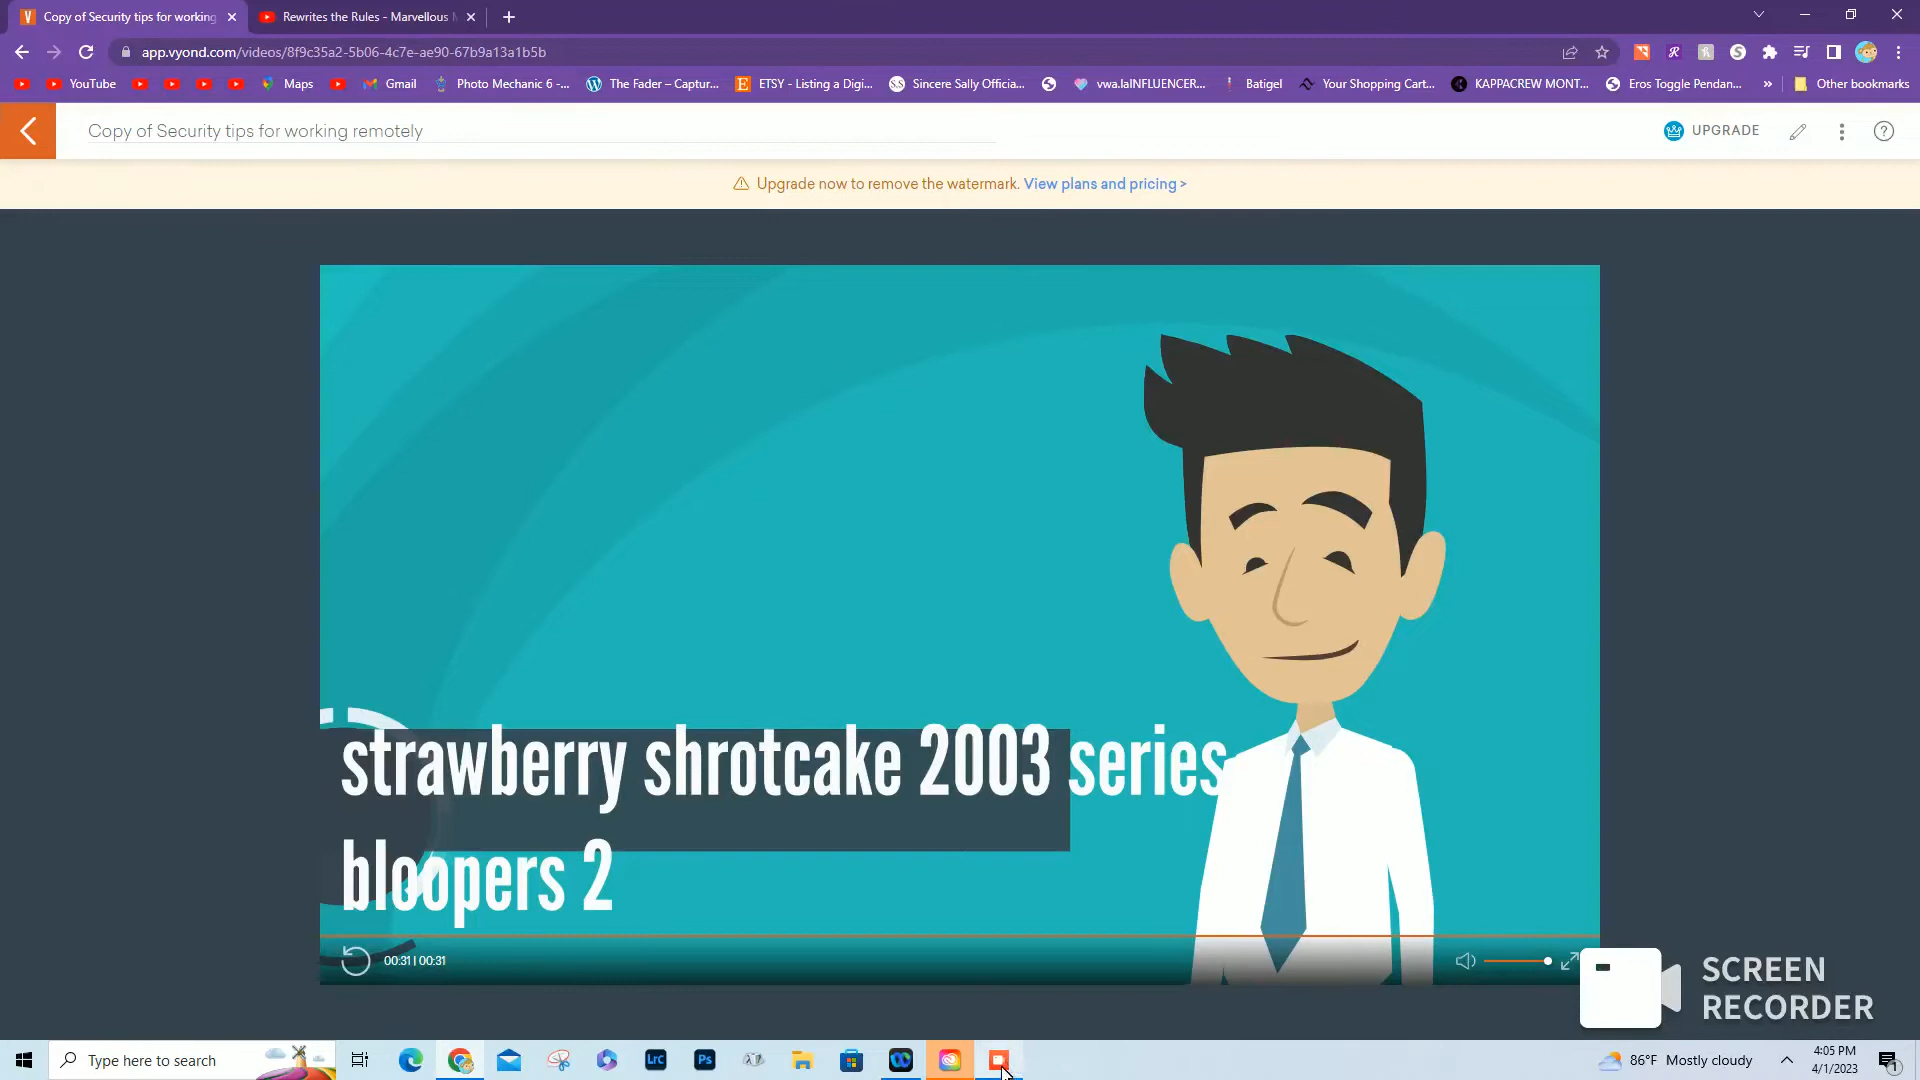 Copy of Security tips for working
Rewrites the Rules - Marvellous
app.vyond.com/videos/8f9c35a2-5b06-4c7e-ae90-67b9a13a1b5b
YouTube
Maps
Gmail
Photo Mechanic 6 -...
The Fader – Captur...
ETSY - Listing a Digi...
Sincere Sally Officia...
vwa.laINFLUENCER...
Batigel
Your Shopping Cart...
KAPPACREW MONT...
Eros Toggle Pendan...
Other bookmarks
Copy of Security tips for working remotely
UPGRADE
Upgrade now to remove the watermark. View plans and pricing >
strawberry shrotcake 2003 series
bloopers 2
00:31 | 00:31
SCREEN
RECORDER
Type here to search
Lrc
Ps
86°F Mostly cloudy
4:05 PM
4/1/2023
1